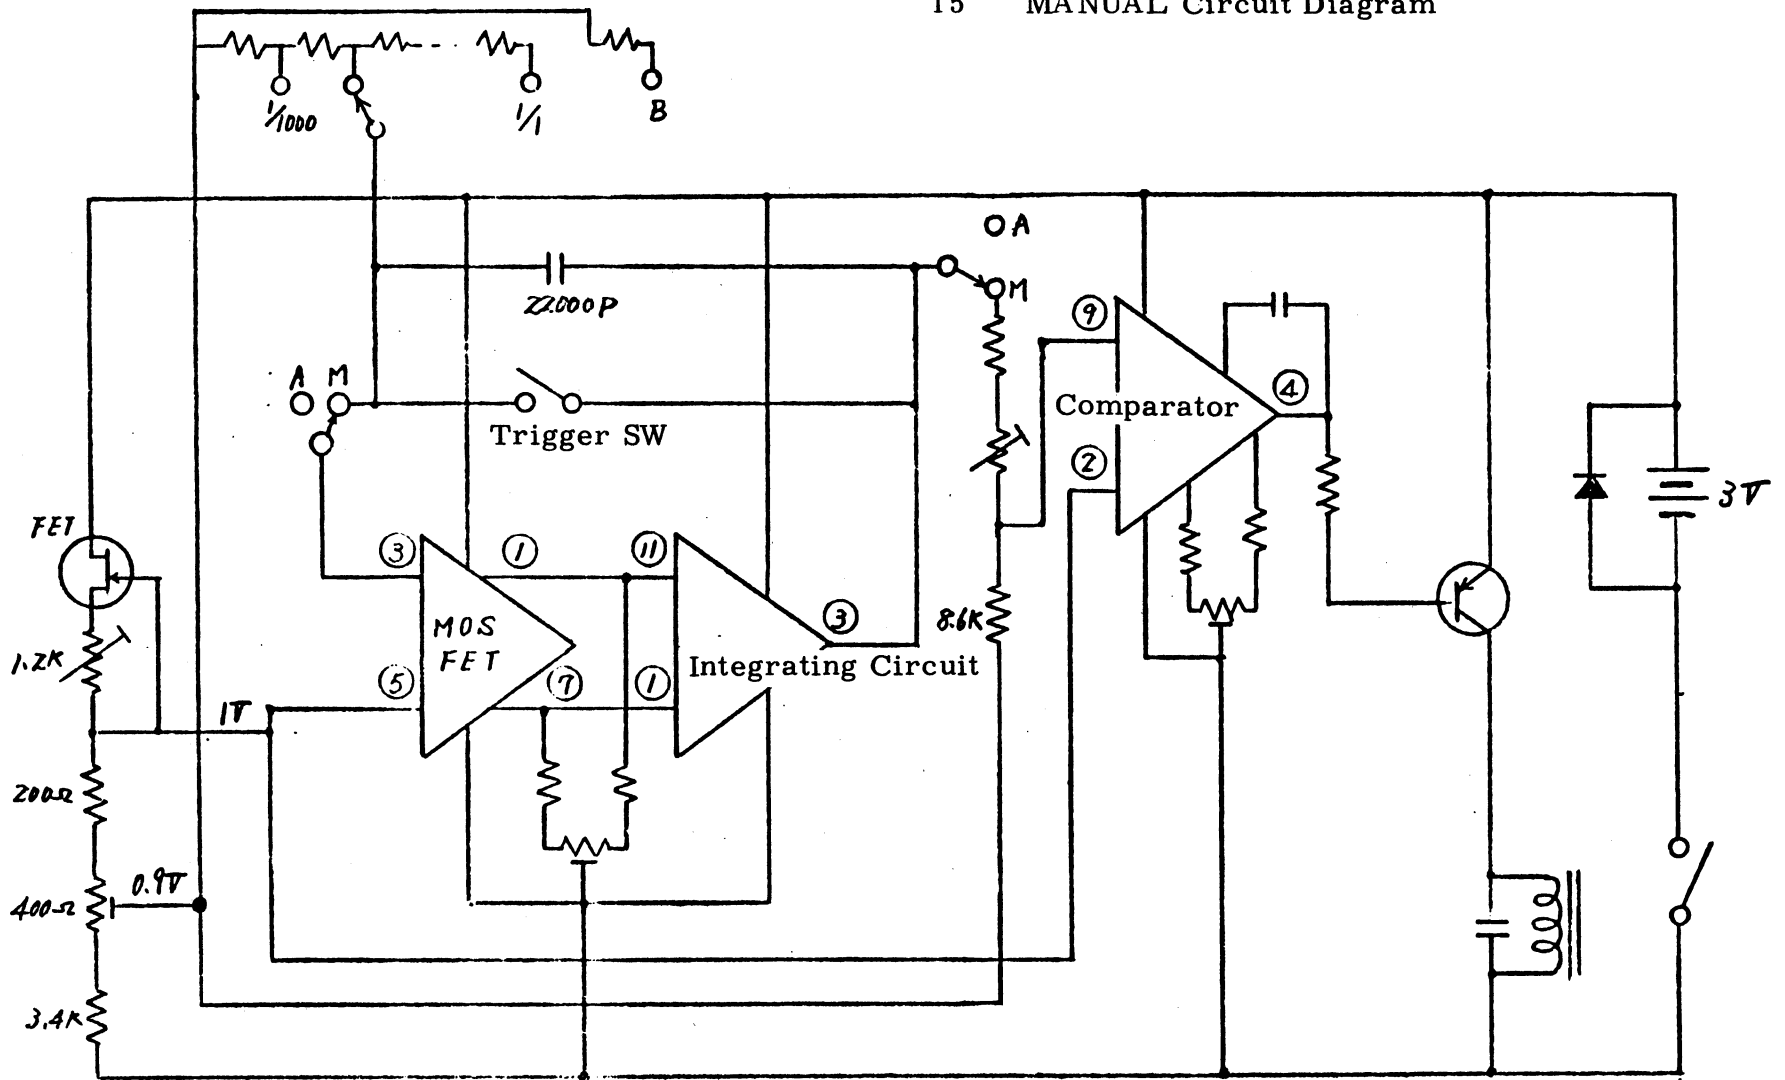 15 MANUAL Circuit Diagram
1/1000
1/1
B
A
M
22.000P
A M
Trigger SW
⑨
②
④
Comparator
3V
FET
③
①
⑪
MOS
FET
⑤
⑦
①
③
Integrating Circuit
8.6K
1.2K
1V
200Ω
0.9V
400Ω
3.4K